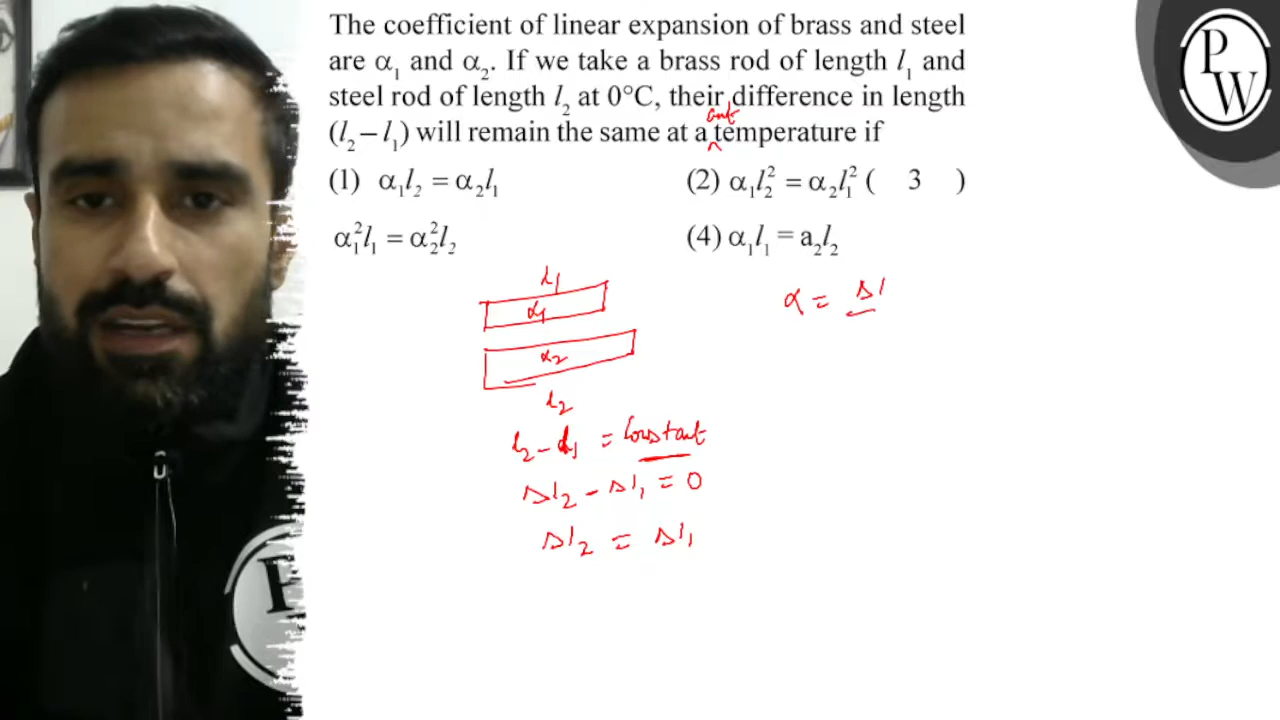 The coefficient of linear expansion of brass and steel
are α₁ and α₂. If we take a brass rod of length l₁ and
steel rod of length l₂ at 0°C, their difference in length
(l₂ – l₁) will remain the same at a temperature if
(1) α₁l₂ = α₂l₁
(2) α₁l₂² = α₂l₁² ( 3 )
α₁²l₁ = α₂²l₂
(4) α₁l₁ = a₂l₂
l₁
α₁
α₂
l₂
α = Δl
l₂ – l₁ = Constant
Δl₂ – Δl₁ = 0
Δl₂ = Δl₁
P
W
P